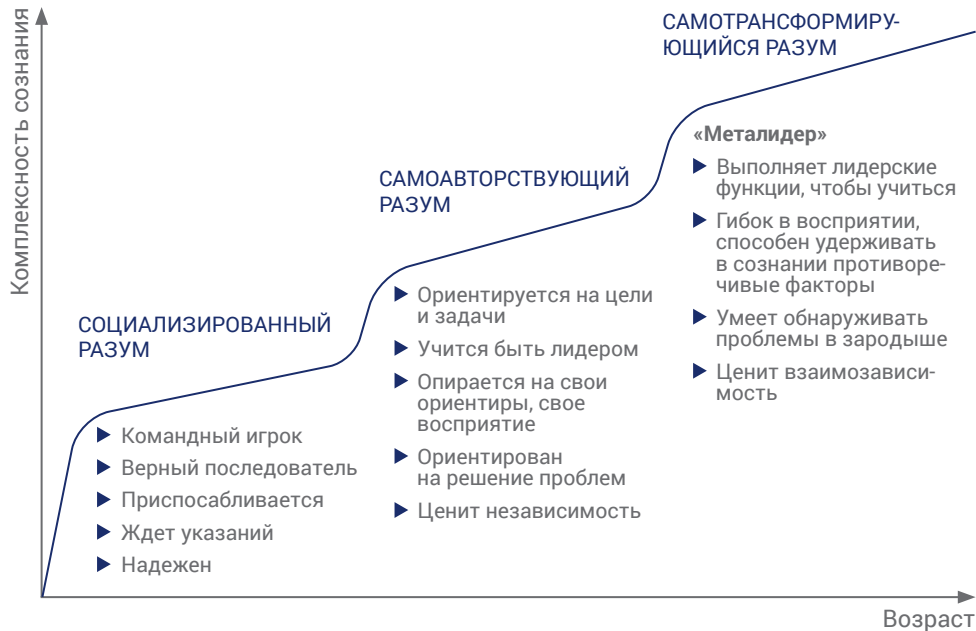 Комплексность сознания
САМОТРАНСФОРМИРУ-
ЮЩИЙСЯ РАЗУМ
«Металидер»
Выполняет лидерские
функции, чтобы учиться
Гибок в восприятии,
способен удерживать
в сознании противоре-
чивые факторы
Умеет обнаруживать
проблемы в зародыше
Ценит взаимозависи-
мость
САМОАВТОРСТВУЮЩИЙ
РАЗУМ
Ориентируется на цели
и задачи
Учится быть лидером
Опирается на свои
ориентиры, свое
восприятие
Ориентирован
на решение проблем
Ценит независимость
СОЦИАЛИЗИРОВАННЫЙ
РАЗУМ
Командный игрок
Верный последователь
Приспосабливается
Ждет указаний
Надежен
Возраст